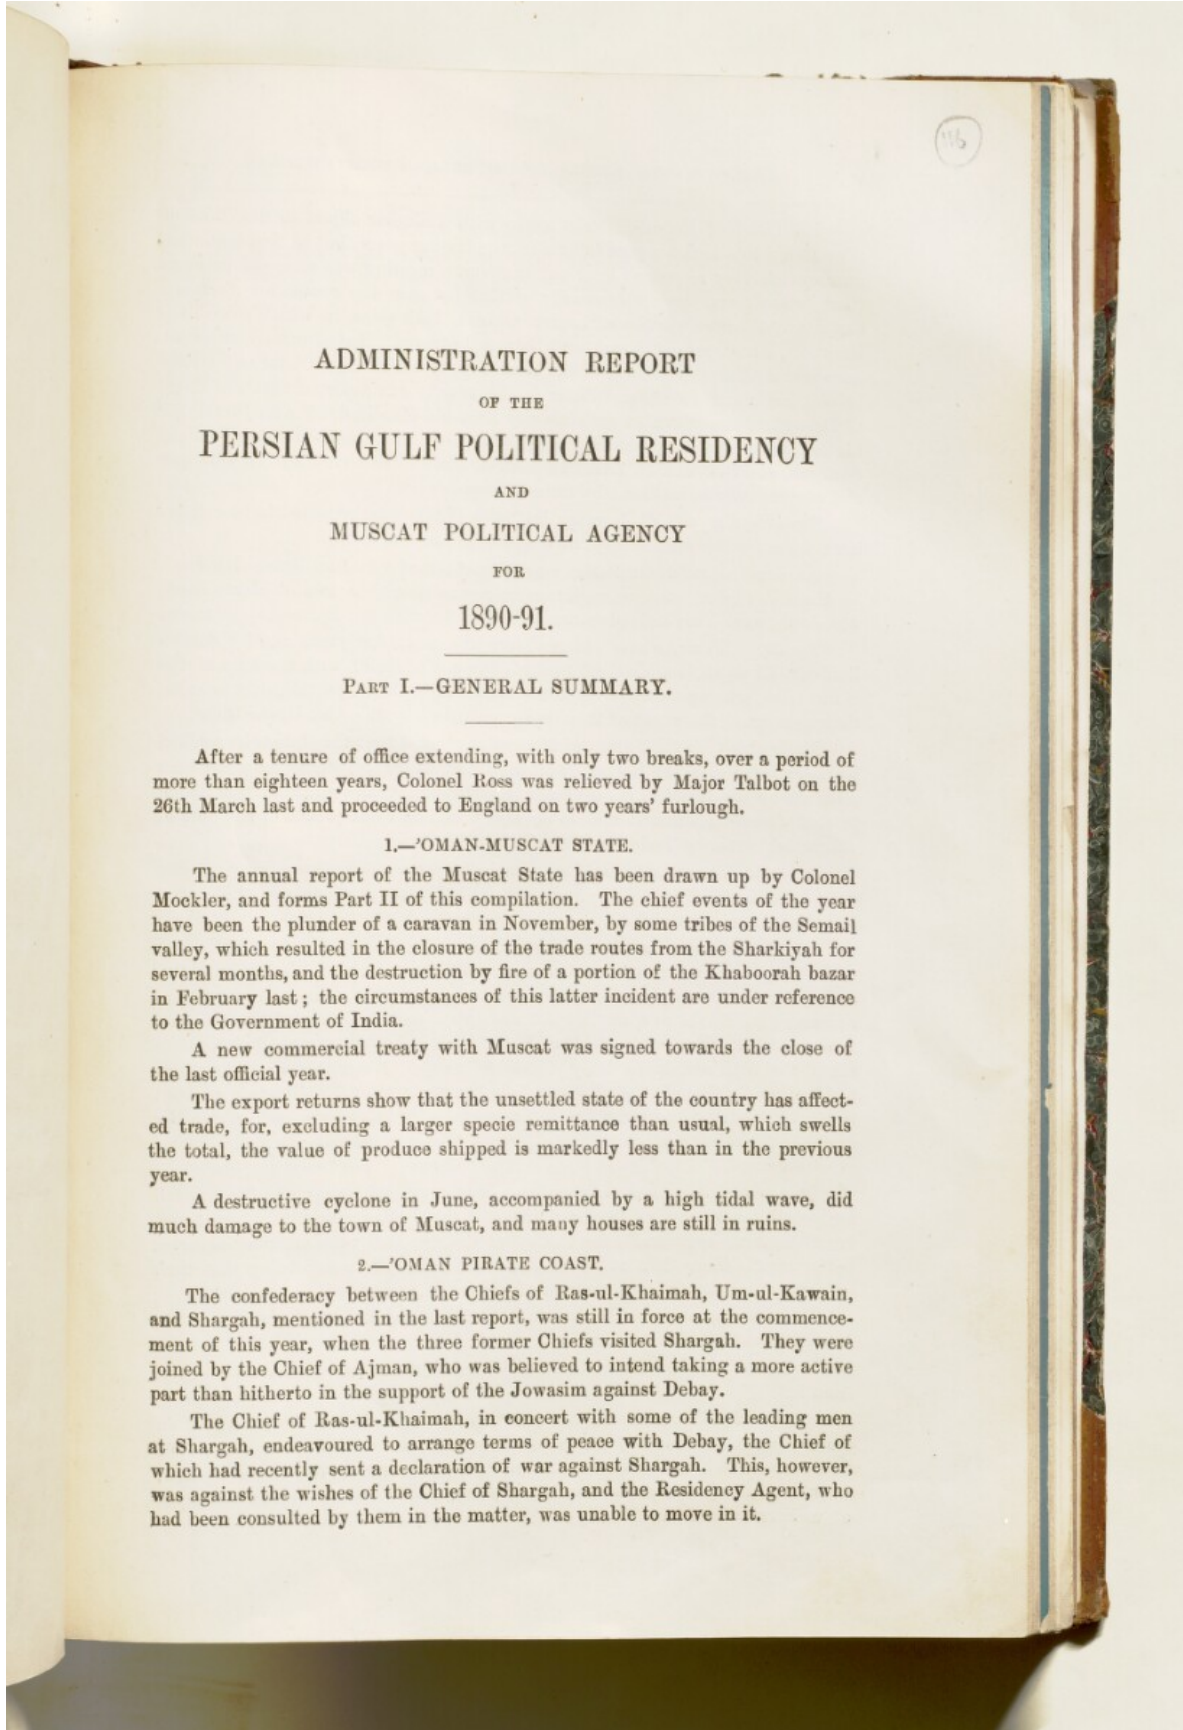 ADMINISTRATION REPORT
OF THE
PERSIAN GULF POLITICAL RESIDENCY
AND
MUSCAT POLITICAL AGENCY
FOR
1890-91.
PART I.—GENERAL SUMMARY.
After a tenure of office extending, with only two breaks, over a period of
more than eighteen years, Colonel Ross was relieved by Major Talbot on the
26th March last and proceeded to England on two years' furlough.
1.—'OMAN-MUSCAT STATE.
The annual report of the Muscat State has been drawn up by Colonel
Mockler, and forms Part II of this compilation. The chief events of the year
have been the plunder of a caravan in November, by some tribes of the Semail
valley, which resulted in the closure of the trade routes from the Sharkiyah for
several months, and the destruction by fire of a portion of the Khaboorah bazar
in February last; the circumstances of this latter incident are under reference
to the Government of India.
A new commercial treaty with Muscat was signed towards the close of
the last official year.
The export returns show that the unsettled state of the country has affect-
ed trade, for, excluding a larger specie remittance than usual, which swells
the total, the value of produce shipped is markedly less than in the previous
year.
A destructive cyclone in June, accompanied by a high tidal wave, did
much damage to the town of Muscat, and many houses are still in ruins.
2.—'OMAN PIRATE COAST.
The confederacy between the Chiefs of Ras-ul-Khaimah, Um-ul-Kawain,
and Shargah, mentioned in the last report, was still in force at the commence-
ment of this year, when the three former Chiefs visited Shargah. They were
joined by the Chief of Ajman, who was believed to intend taking a more active
part than hitherto in the support of the Jowasim against Debay.
The Chief of Ras-ul-Khaimah, in concert with some of the leading men
at Shargah, endeavoured to arrange terms of peace with Debay, the Chief of
which had recently sent a declaration of war against Shargah. This, however,
was against the wishes of the Chief of Shargah, and the Residency Agent, who
had been consulted by them in the matter, was unable to move in it.